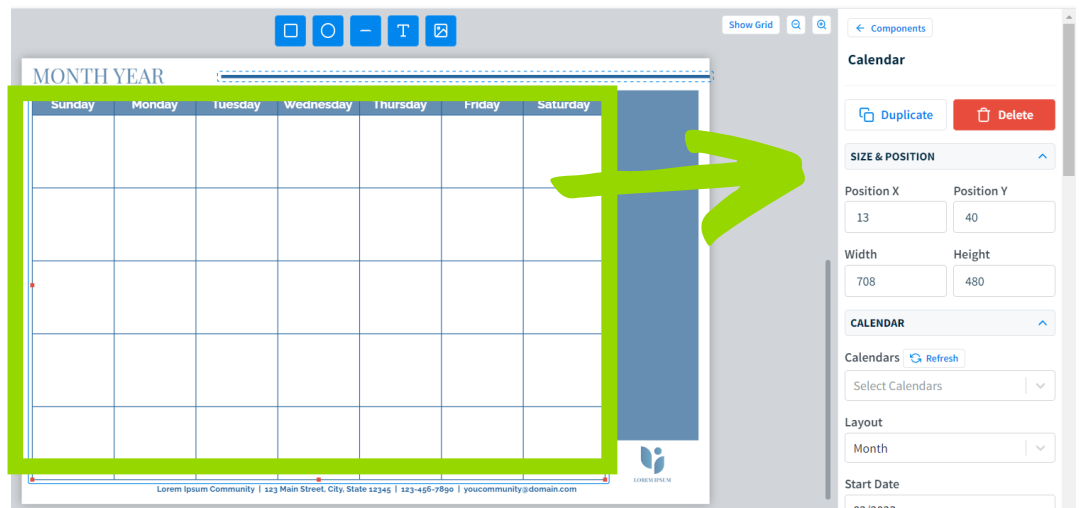 T
Show Grid
Components
Calendar
Duplicate
Delete
SIZE & POSITION
Position X
Position Y
13
40
Width
Height
708
480
CALENDAR
Calendars
Refresh
Select Calendars
Layout
Month
Start Date
MONTH YEAR
Sunday Monday Tuesday Wednesday Thursday Friday Saturday
LOREM IPSUM
Lorem Ipsum Community | 123 Main Street, City, State 12345 | 123-456-7890 | youcommunity@domain.com